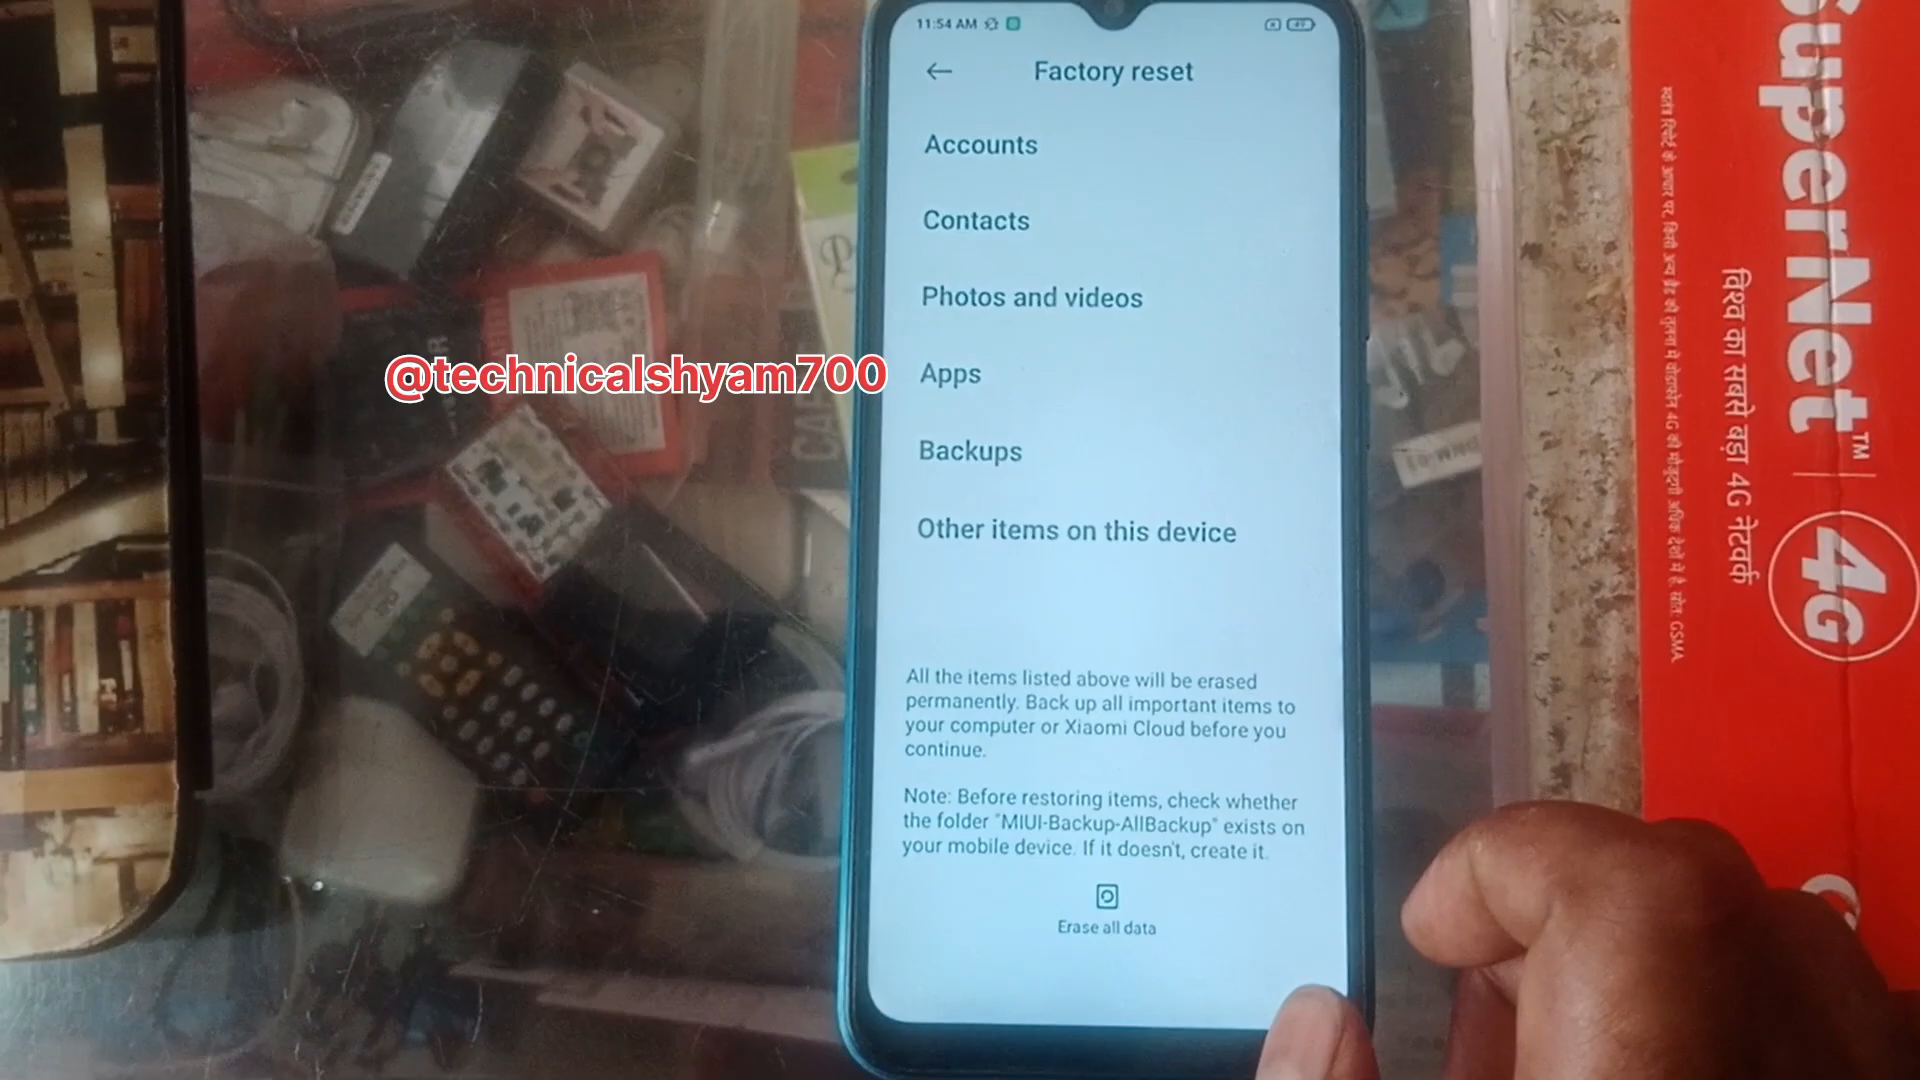 11:54 AM
49
Factory reset
Accounts
Contacts
Photos and videos
Apps
Backups
Other items on this device
All the items listed above will be erased
permanently. Back up all important items to
your computer or Xiaomi Cloud before you
continue.
Note: Before restoring items, check whether
the folder "MIUI-Backup-AllBackup" exists on
your mobile device. If it doesn't, create it.
Erase all data
@technicalshyam700
SuperNet™
4G
विश्व का सबसे बड़ा 4G नेटवर्क